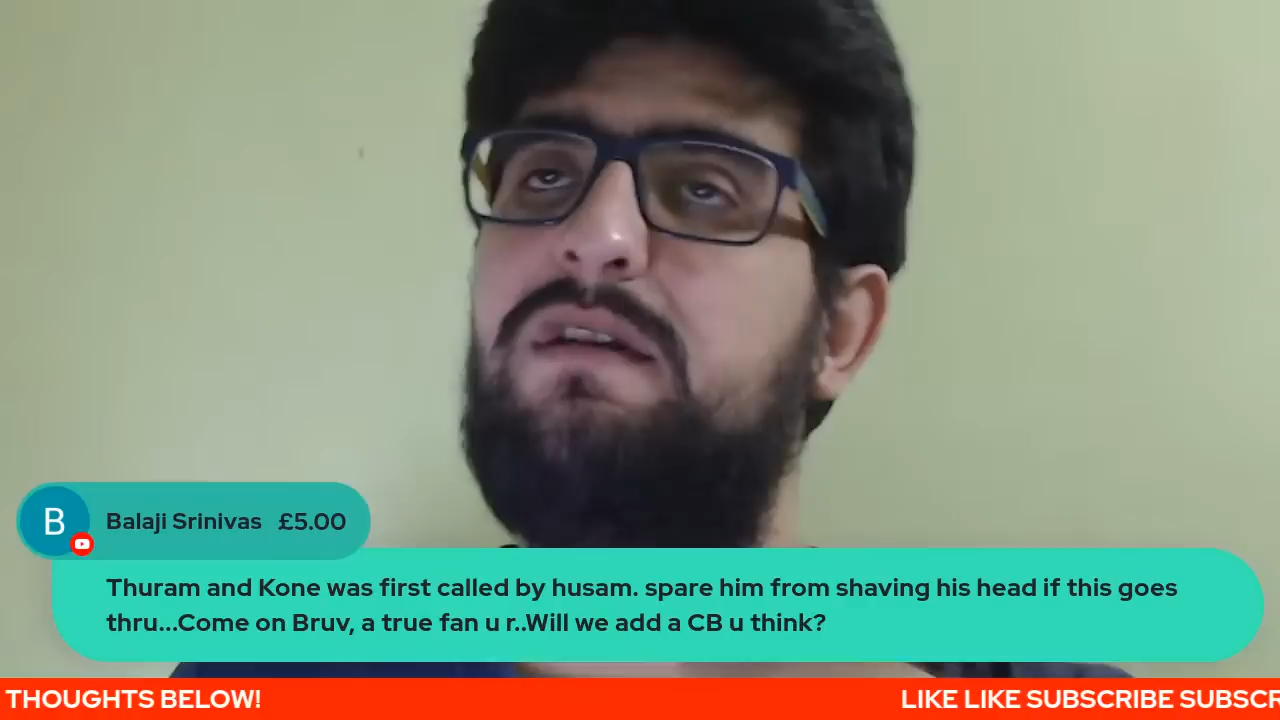 B
Balaji Srinivas £5.00
Thuram and Kone was first called by husam. spare him from shaving his head if this goes
thru...Come on Bruv, a true fan u r..Will we add a CB u think?
THOUGHTS BELOW! LIKE LIKE SUBSCRIBE SUBSCR